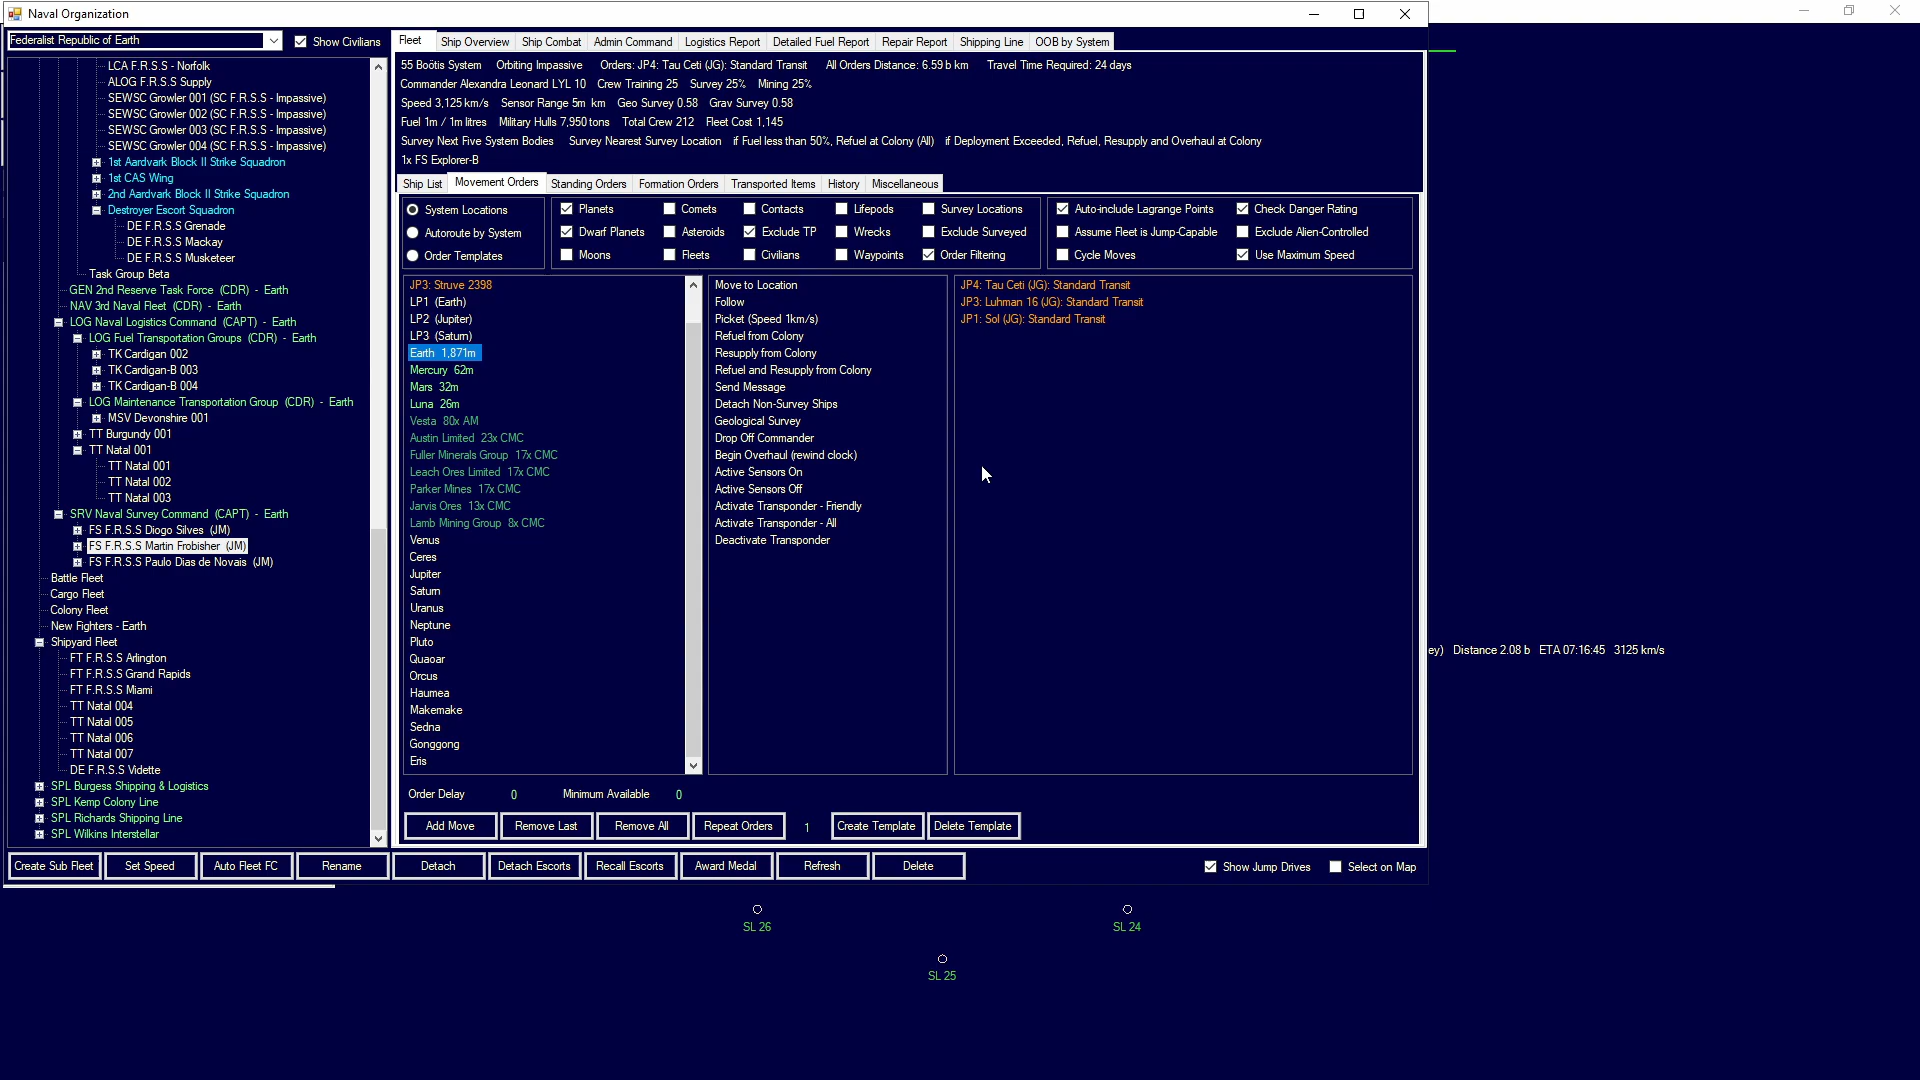 Naval Organization
Federalist Republic of Earth
Show Civilians
LCA F.R.S.S - Norfolk
ALOG F.R.S.S Supply
SEWSC Growler 001 (SC F.R.S.S - Impassive)
SEWSC Growler 002 (SC F.R.S.S - Impassive)
SEWSC Growler 003 (SC F.R.S.S - Impassive)
SEWSC Growler 004 (SC F.R.S.S - Impassive)
1st Aardvark Block II Strike Squadron
1st CAS Wing
2nd Aardvark Block II Strike Squadron
Destroyer Escort Squadron
DE F.R.S.S Grenade
DE F.R.S.S Mackay
DE F.R.S.S Musketeer
Task Group Beta
GEN 2nd Reserve Task Force (CDR) - Earth
NAV 3rd Naval Fleet (CDR) - Earth
LOG Naval Logistics Command (CAPT) - Earth
LOG Fuel Transportation Groups (CDR) - Earth
TK Cardigan 002
TK Cardigan-B 003
TK Cardigan-B 004
LOG Maintenance Transportation Group (CDR) - Earth
MSV Devonshire 001
TT Burgundy 001
TT Natal 001
TT Natal 001
TT Natal 002
TT Natal 003
SRV Naval Survey Command (CAPT) - Earth
FS F.R.S.S Diogo Silves (JM)
FS F.R.S.S Martin Frobisher (JM)
FS F.R.S.S Paulo Dias de Novais (JM)
Battle Fleet
Cargo Fleet
Colony Fleet
New Fighters - Earth
Shipyard Fleet
FT F.R.S.S Arlington
FT F.R.S.S Grand Rapids
FT F.R.S.S Miami
TT Natal 004
TT Natal 005
TT Natal 006
TT Natal 007
DE F.R.S.S Vidette
SPL Burgess Shipping & Logistics
SPL Kemp Colony Line
SPL Richards Shipping Line
SPL Wilkins Interstellar
Fleet Ship Overview Ship Combat Admin Command Logistics Report Detailed Fuel Report Repair Report Shipping Line OOB by System
55 Boötis System Orbiting Impassive Orders: JP4: Tau Ceti (JG): Standard Transit All Orders Distance: 6.59 b km Travel Time Required: 24 days
Commander Alexandra Leonard LYL 10 Crew Training 25 Survey 25% Mining 25%
Speed 3,125 km/s Sensor Range 5m km Geo Survey 0.58 Grav Survey 0.58
Fuel 1m / 1m litres Military Hulls 7,950 tons Total Crew 212 Fleet Cost 1,145
Survey Next Five System Bodies Survey Nearest Survey Location if Fuel less than 50%, Refuel at Colony (All) if Deployment Exceeded, Refuel, Resupply and Overhaul at Colony
1x FS Explorer-B
Ship List Movement Orders Standing Orders Formation Orders Transported Items History Miscellaneous
System Locations
Autoroute by System
Order Templates
Planets Comets Contacts Lifepods Survey Locations
Dwarf Planets Asteroids Exclude TP Wrecks Exclude Surveyed
Moons Fleets Civilians Waypoints Order Filtering
Auto-include Lagrange Points Check Danger Rating
Assume Fleet is Jump-Capable Exclude Alien-Controlled
Cycle Moves Use Maximum Speed
JP3: Struve 2398
LP1 (Earth)
LP2 (Jupiter)
LP3 (Saturn)
Earth 1,871m
Mercury 62m
Mars 32m
Luna 26m
Vesta 80x AM
Austin Limited 23x CMC
Fuller Minerals Group 17x CMC
Leach Ores Limited 17x CMC
Parker Mines 17x CMC
Jarvis Ores 13x CMC
Lamb Mining Group 8x CMC
Venus
Ceres
Jupiter
Saturn
Uranus
Neptune
Pluto
Quaoar
Orcus
Haumea
Makemake
Sedna
Gonggong
Eris
Move to Location
Follow
Picket (Speed 1km/s)
Refuel from Colony
Resupply from Colony
Refuel and Resupply from Colony
Send Message
Detach Non-Survey Ships
Geological Survey
Drop Off Commander
Begin Overhaul (rewind clock)
Active Sensors On
Active Sensors Off
Activate Transponder - Friendly
Activate Transponder - All
Deactivate Transponder
JP4: Tau Ceti (JG): Standard Transit
JP3: Luhman 16 (JG): Standard Transit
JP1: Sol (JG): Standard Transit
Order Delay 0 Minimum Available 0
Add Move Remove Last Remove All Repeat Orders 1 Create Template Delete Template
Create Sub Fleet Set Speed Auto Fleet FC Rename Detach Detach Escorts Recall Escorts Award Medal Refresh Delete
Show Jump Drives Select on Map
ey) Distance 2.08 b ETA 07:16:45 3125 km/s
SL 26
SL 24
SL 25